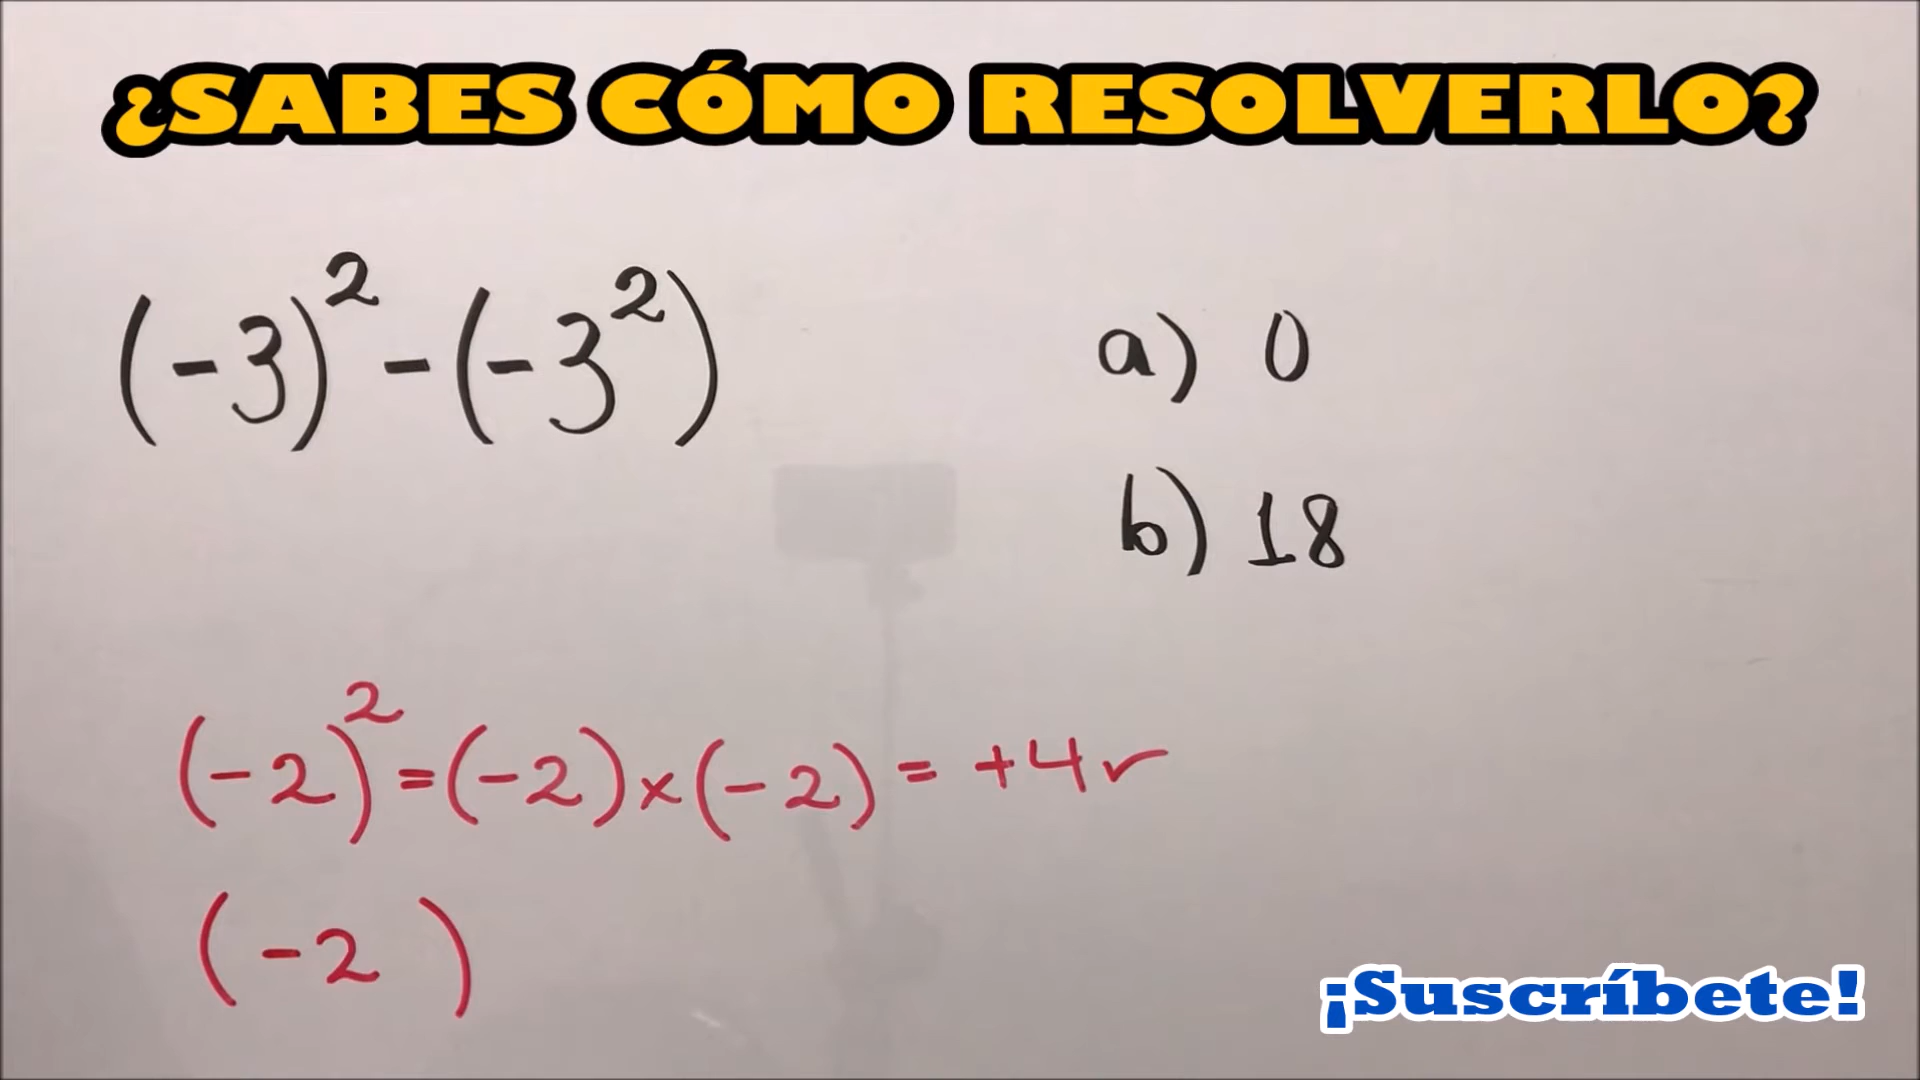 ¿SABES CÓMO RESOLVERLO?
(-3)² - (-3²)
a) 0
b) 18
(-2)² = (-2) x (-2) = +4 ✓
(-2 )
¡Suscríbete!